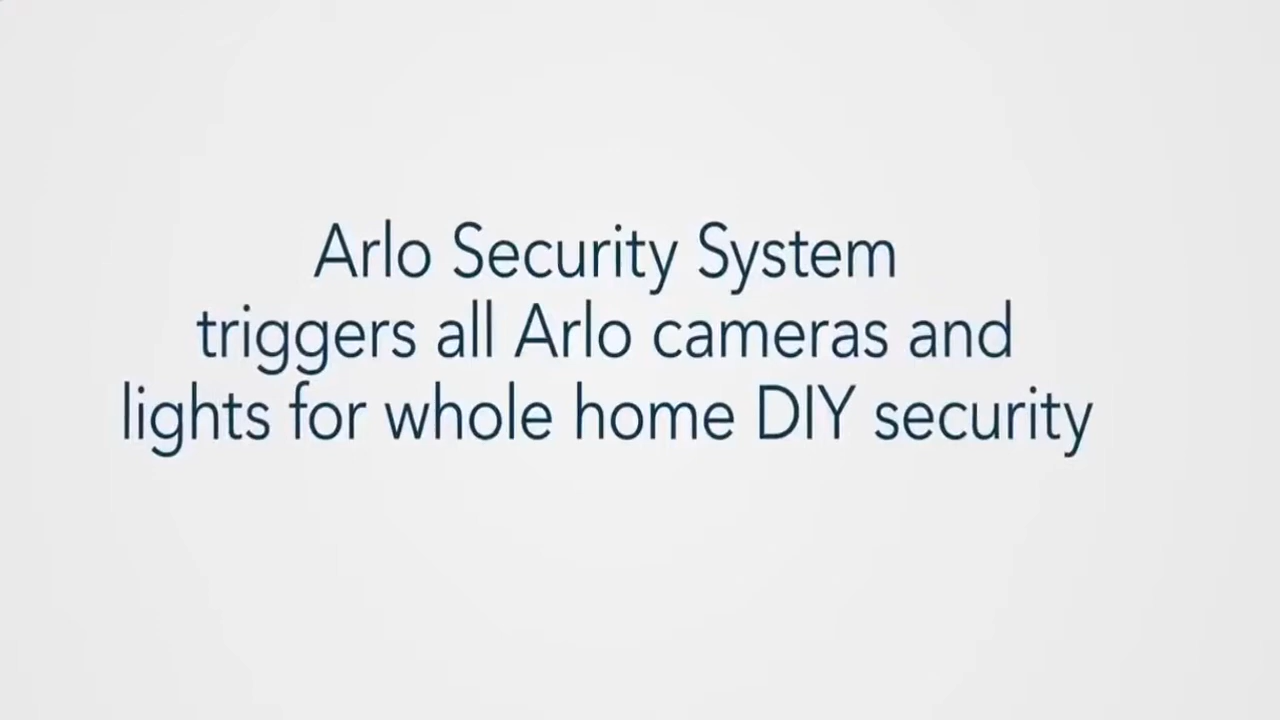 Arlo Security System
triggers all Arlo cameras and
lights for whole home DIY security